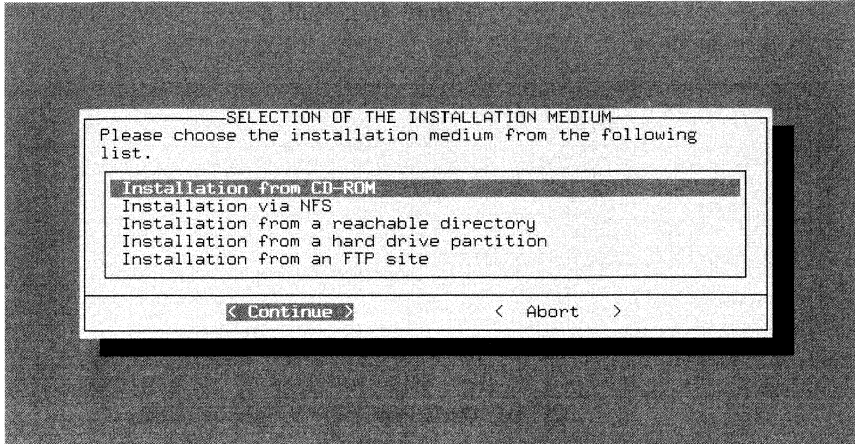 SELECTION OF THE INSTALLATION MEDIUM
Please choose the installation medium from the following
list.
Installation from CD-ROM
Installation via NFS
Installation from a reachable directory
Installation from a hard drive partition
Installation from an FTP site
< Continue > < Abort >